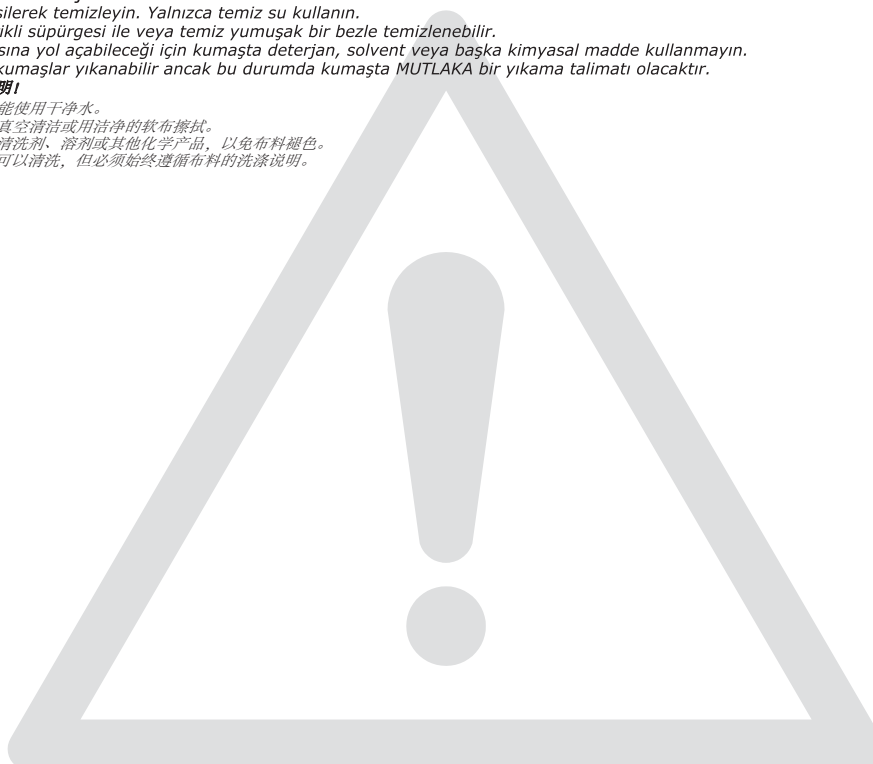 silerek temizleyin. Yalnızca temiz su kullanın.
ikli süpürgesi ile veya temiz yumuşak bir bezle temizlenebilir.
sına yol açabileceği için kumaşta deterjan, solvent veya başka kimyasal madde kullanmayın.
kumaşlar yıkanabilir ancak bu durumda kumaşta MUTLAKA bir yıkama talimatı olacaktır.
明!
能使用干净水。
真空清洁或用洁净的软布擦拭。
清洗剂、溶剂或其他化学产品，以免布料褪色。
可以清洗，但必须始终遵循布料的洗涤说明。